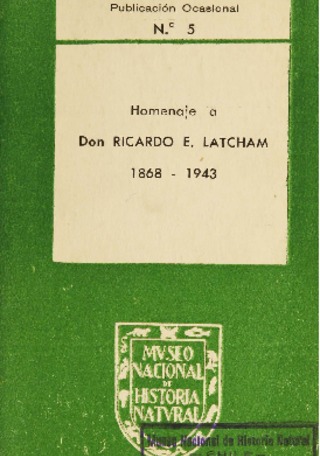 Publicación Ocasional
N.º 5
Homenaje a
Don RICARDO E. LATCHAM
1868 - 1943
MVSEO
NACIONAL
DE
HISTORIA
NATVRAL
Museo Nacional de Historia Natural
CHILE